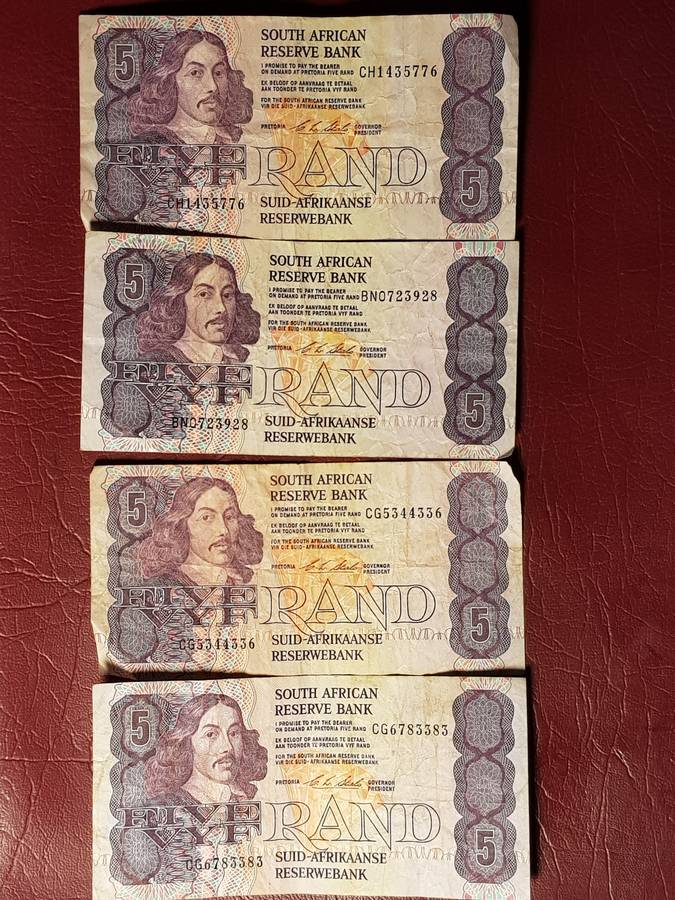 5
SOUTH AFRICAN
RESERVE BANK
I PROMISE TO PAY THE BEARER
ON DEMAND AT PRETORIA FIVE RAND CH1435776
EK BELOOF OP AANVRAAG TE BETAAL
AAN TOONDER TE PRETORIA VYF RAND
FOR THE SOUTH AFRICAN RESERVE BANK
VIR DIE SUID-AFRIKAANSE RESERWEBANK
PRETORIA GOVERNOR
PRESIDENT
FIVE RAND
VYF
5
CH1435776 SUID-AFRIKAANSE
RESERWEBANK
5
SOUTH AFRICAN
RESERVE BANK
I PROMISE TO PAY THE BEARER
ON DEMAND AT PRETORIA FIVE RAND BN0723928
EK BELOOF OP AANVRAAG TE BETAAL
AAN TOONDER TE PRETORIA VYF RAND
FOR THE SOUTH AFRICAN RESERVE BANK
VIR DIE SUID-AFRIKAANSE RESERWEBANK
PRETORIA GOVERNOR
PRESIDENT
FIVE RAND
VYF
5
BN0723928 SUID-AFRIKAANSE
RESERWEBANK
5
SOUTH AFRICAN
RESERVE BANK
I PROMISE TO PAY THE BEARER
ON DEMAND AT PRETORIA FIVE RAND CG5344336
EK BELOOF OP AANVRAAG TE BETAAL
AAN TOONDER TE PRETORIA VYF RAND
FOR THE SOUTH AFRICAN RESERVE BANK
VIR DIE SUID-AFRIKAANSE RESERWEBANK
PRETORIA GOVERNOR
PRESIDENT
FIVE RAND
VYF
5
CG5344336 SUID-AFRIKAANSE
RESERWEBANK
5
SOUTH AFRICAN
RESERVE BANK
I PROMISE TO PAY THE BEARER
ON DEMAND AT PRETORIA FIVE RAND CG6783383
EK BELOOF OP AANVRAAG TE BETAAL
AAN TOONDER TE PRETORIA VYF RAND
FOR THE SOUTH AFRICAN RESERVE BANK
VIR DIE SUID-AFRIKAANSE RESERWEBANK
PRETORIA GOVERNOR
PRESIDENT
FIVE RAND
VYF
5
CG6783383 SUID-AFRIKAANSE
RESERWEBANK